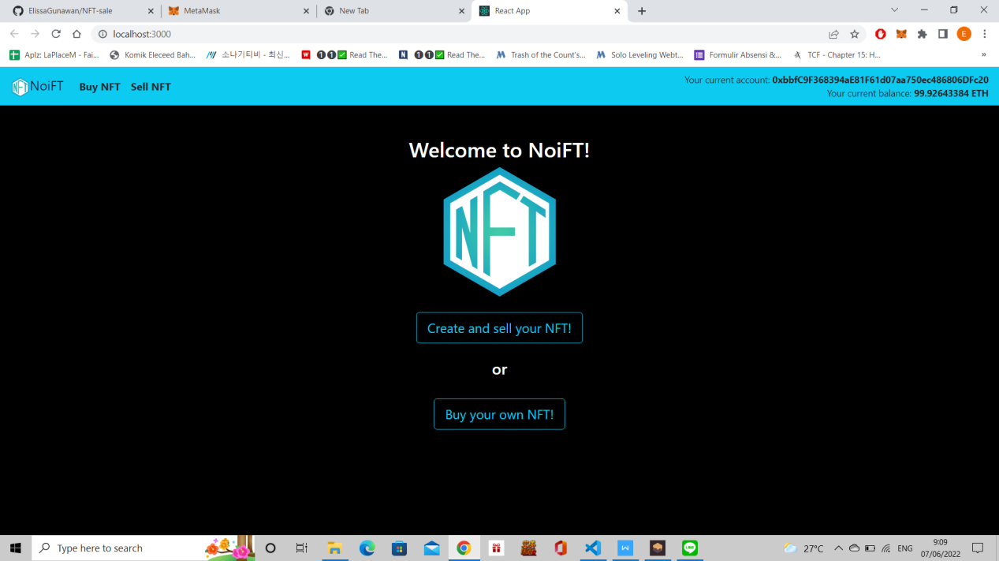 ElissaGunawan/NFT-sale
MetaMask
New Tab
React App
localhost:3000
E
Aplz: LaPlaceM - Fai...
Komik Eleceed Bah...
소나기티비 - 최신...
W ❶❶✅ Read The...
N ❶❶✅ Read The...
Trash of the Count's...
Solo Leveling Webt...
Formulir Absensi &...
TCF - Chapter 15: H...
»
NFT NoiFT
Buy NFT
Sell NFT
Your current account: 0xbbfC9F368394aE81F61d07aa750ec486806DFc20
Your current balance: 99.92643384 ETH
Welcome to NoiFT!
NFT
Create and sell your NFT!
or
Buy your own NFT!
Type here to search
W
LINE
27°C
ENG
9:09
07/06/2022